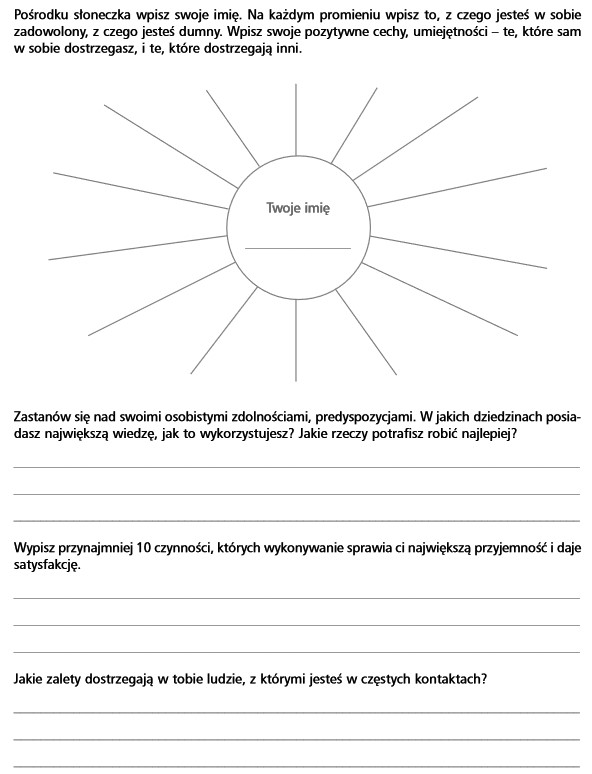 Pośrodku słoneczka wpisz swoje imię. Na każdym promieniu wpisz to, z czego jesteś w sobie
zadowolony, z czego jesteś dumny. Wpisz swoje pozytywne cechy, umiejętności – te, które sam
w sobie dostrzegasz, i te, które dostrzegają inni.
Twoje imię
Zastanów się nad swoimi osobistymi zdolnościami, predyspozycjami. W jakich dziedzinach posia-
dasz największą wiedzę, jak to wykorzystujesz? Jakie rzeczy potrafisz robić najlepiej?
Wypisz przynajmniej 10 czynności, których wykonywanie sprawia ci największą przyjemność i daje
satysfakcję.
Jakie zalety dostrzegają w tobie ludzie, z którymi jesteś w częstych kontaktach?